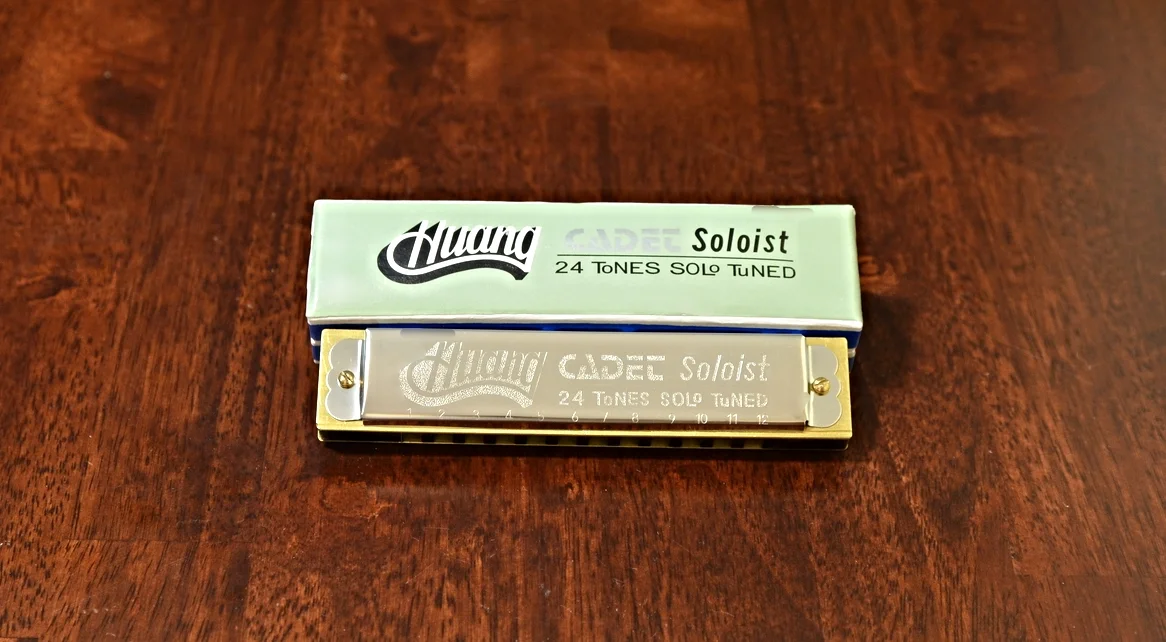 Huang CADET Soloist
24 ToNES SOLo TuNED
Huang CADET Soloist
24 ToNES SOLo TuNED
1 2 3 4 5 6 7 8 9 10 11 12